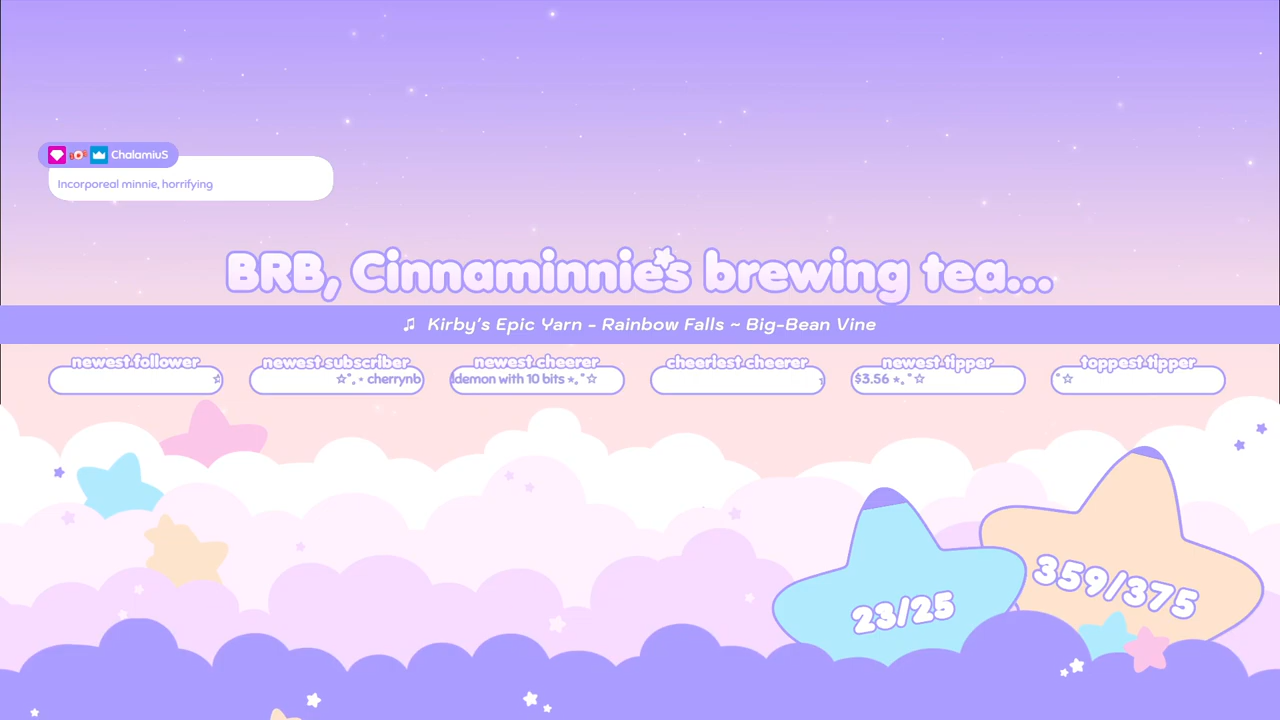 ChalamiuS
Incorporeal minnie, horrifying
BRB, Cinnaminnie's brewing tea...
♫ Kirby's Epic Yarn - Rainbow Falls ~ Big-Bean Vine
newest follower
newest subscriber
newest cheerer
cheeriest cheerer
newest tipper
toppest tipper
☆
☆˚｡⋆ cherrynb
demon with 10 bits ⋆｡˚☆
$3.56 ⋆｡˚☆
˚☆
23/25
359/375